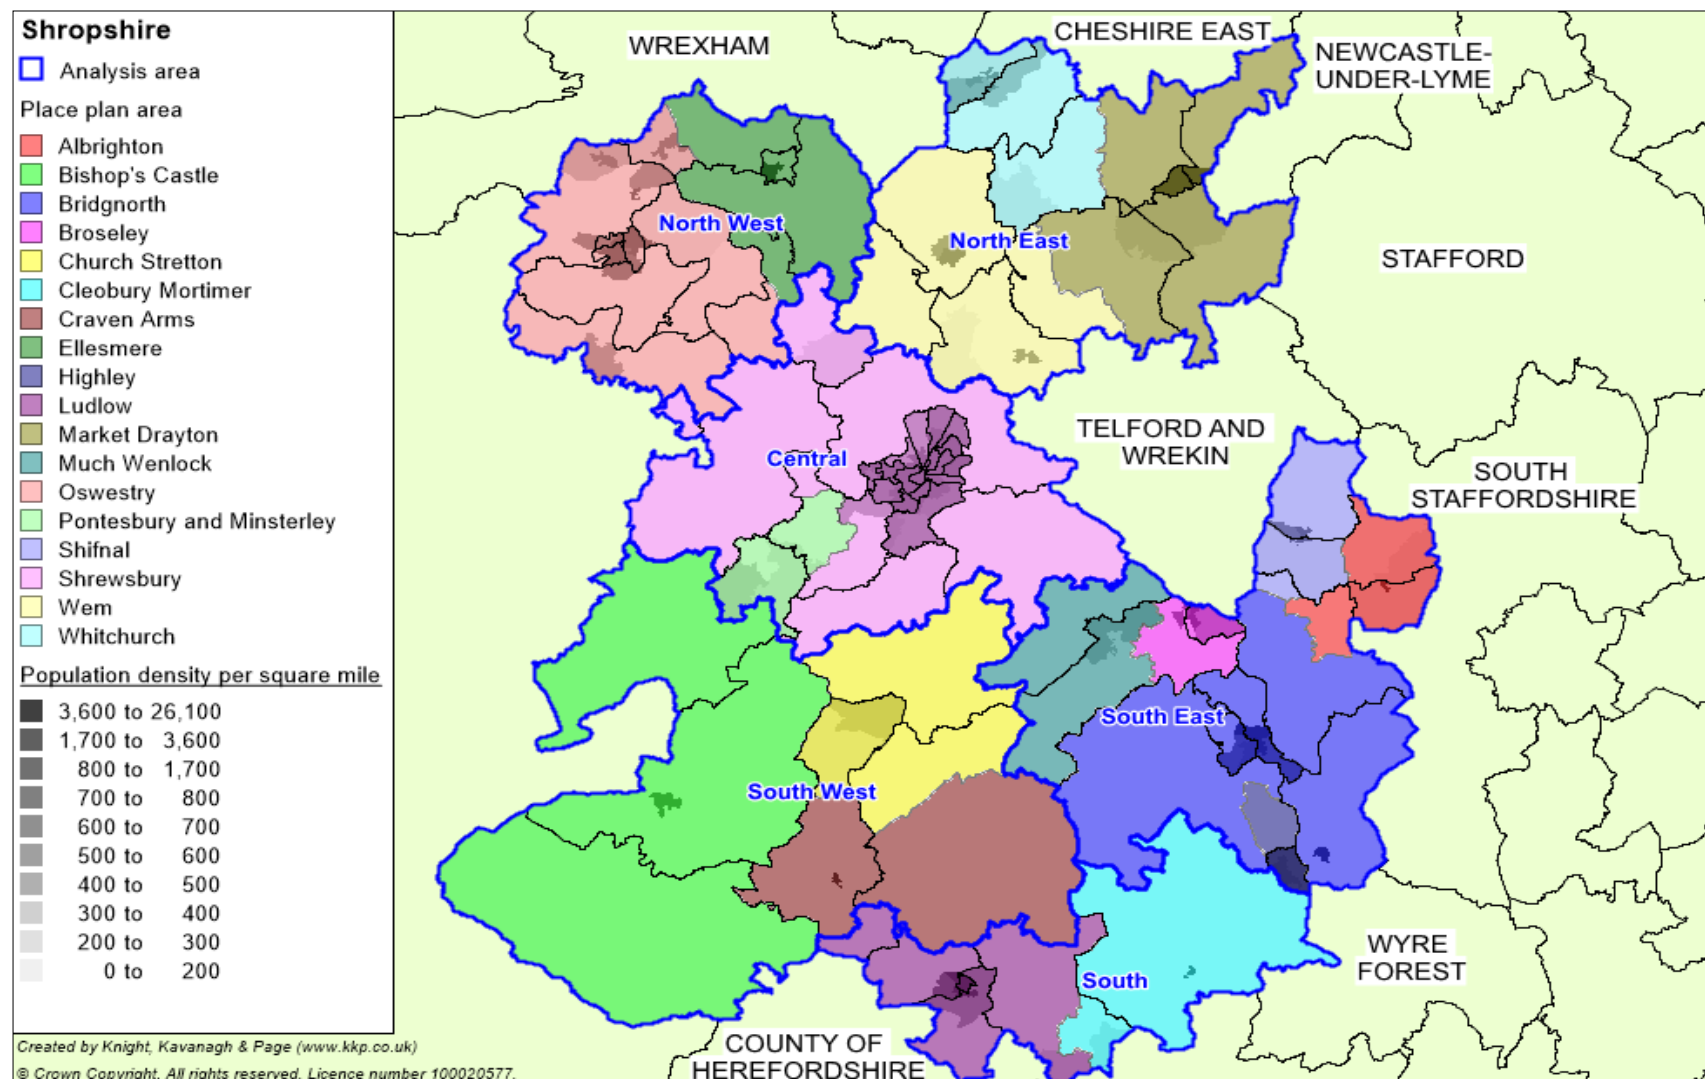 Shropshire
Analysis area
Place plan area
Albrighton
Bishop's Castle
Bridgnorth
Broseley
Church Stretton
Cleobury Mortimer
Craven Arms
Ellesmere
Highley
Ludlow
Market Drayton
Much Wenlock
Oswestry
Pontesbury and Minsterley
Shifnal
Shrewsbury
Wem
Whitchurch
Population density per square mile
3,600 to 26,100
1,700 to 3,600
800 to 1,700
700 to 800
600 to 700
500 to 600
400 to 500
300 to 400
200 to 300
0 to 200
Created by Knight, Kavanagh & Page (www.kkp.co.uk)
© Crown Copyright. All rights reserved. Licence number 100020577.
WREXHAM
CHESHIRE EAST
NEWCASTLE-
UNDER-LYME
North West
North East
STAFFORD
TELFORD AND
WREKIN
Central
SOUTH
STAFFORDSHIRE
South East
South West
WYRE
FOREST
South
COUNTY OF
HEREFORDSHIRE